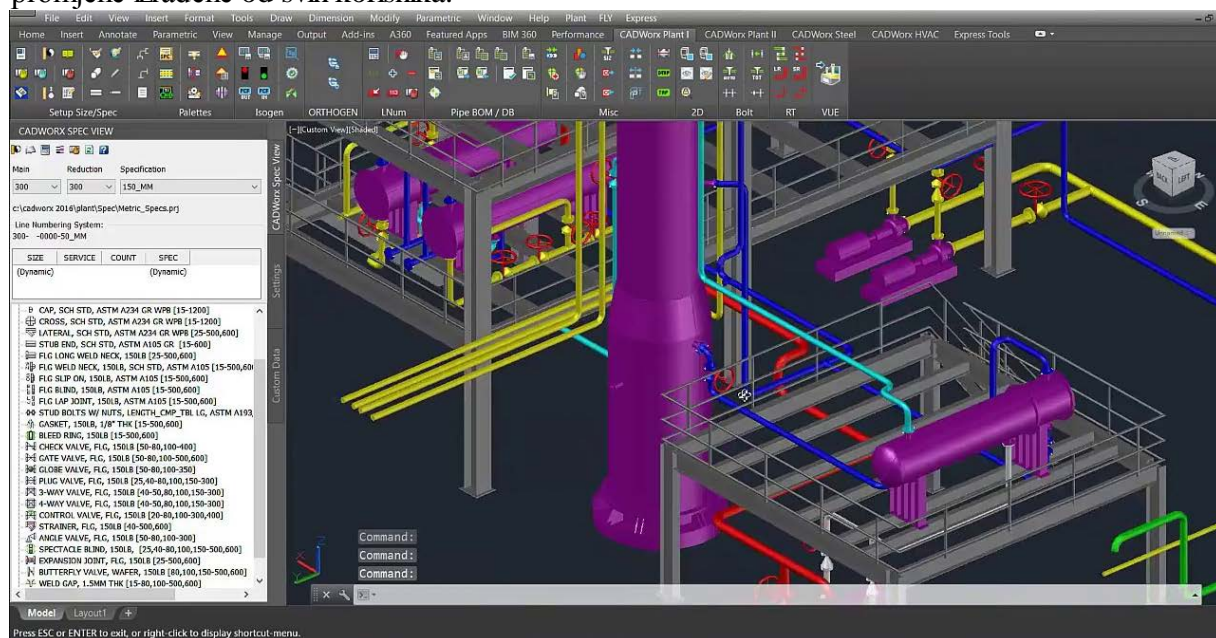 promjene izrađene od svih korisnika.
File Edit View Insert Format Tools Draw Dimension Modify Parametric Window Help Plant FLY Express
Home Insert Annotate Parametric View Manage Output Add-ins A360 Featured Apps BIM 360 Performance CADWorx Plant I CADWorx Plant II CADWorx Steel CADWorx HVAC Express Tools
Setup Size/Spec Palettes Isogen ORTHOGEN LNum Pipe BOM / DB Misc 2D Bolt RT VUE
CADWORX SPEC VIEW
[-][Custom View][Shaded]
Main Reduction Specification
300 300 150_MM
c:\cadworx 2016\plant\Spec\Metric_Specs.prj
Line Numbering System:
300- -0000-50_MM
SIZE SERVICE COUNT SPEC
(Dynamic) (Dynamic)
CAP, SCH STD, ASTM A234 GR WPB [15-1200]
CROSS, SCH STD, ASTM A234 GR WPB [15-1200]
LATERAL, SCH STD, ASTM A234 GR WPB [25-500,600]
STUB END, SCH STD, ASTM A105 GR [15-600]
FLG LONG WELD NECK, 150LB [25-500,600]
FLG WELD NECK, 150LB, SCH STD, ASTM A105 [15-500,60
FLG SLIP ON, 150LB, ASTM A105 [15-500,600]
FLG BLIND, 150LB, ASTM A105 [15-500,600]
FLG LAP JOINT, 150LB, ASTM A105 [15-500,600]
STUD BOLTS W/ NUTS, LENGTH_CMP_TBL LG, ASTM A193,
GASKET, 150LB, 1/8" THK [15-500,600]
BLEED RING, 150LB [15-500,600]
CHECK VALVE, FLG, 150LB [50-80,100-400]
GATE VALVE, FLG, 150LB [50-80,100-500,600]
GLOBE VALVE, FLG, 150LB [50-80,100-350]
PLUG VALVE, FLG, 150LB [25,40-80,100,150-300]
3-WAY VALVE, FLG, 150LB [40-50,80,100,150-300]
4-WAY VALVE, FLG, 150LB [40-50,80,100,150-300]
CONTROL VALVE, FLG, 150LB [20-80,100-300,400]
STRAINER, FLG, 150LB [40-500,600]
ANGLE VALVE, FLG, 150LB [50-80,100-300]
SPECTACLE BLIND, 150LB, [25,40-80,100,150-500,600]
EXPANSION JOINT, FLG, 150LB [25-500,600]
BUTTERFLY VALVE, WAFER, 150LB [80,100,150-500,600]
WELD GAP, 1.5MM THK [15-80,100-500,600]
CADWorx Spec View
Settings
Custom Data
BACK LEFT
S E
Command:
Command:
Command:
Model Layout1 +
Press ESC or ENTER to exit, or right-click to display shortcut-menu.